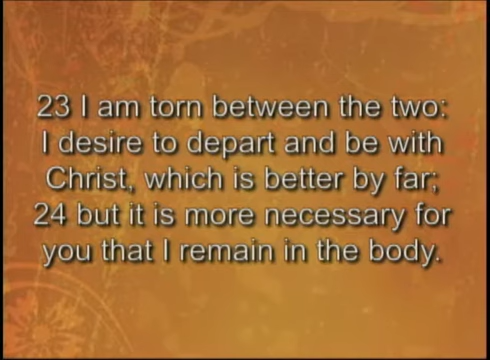 23 I am torn between the two:
I desire to depart and be with
Christ, which is better by far;
24 but it is more necessary for
you that I remain in the body.